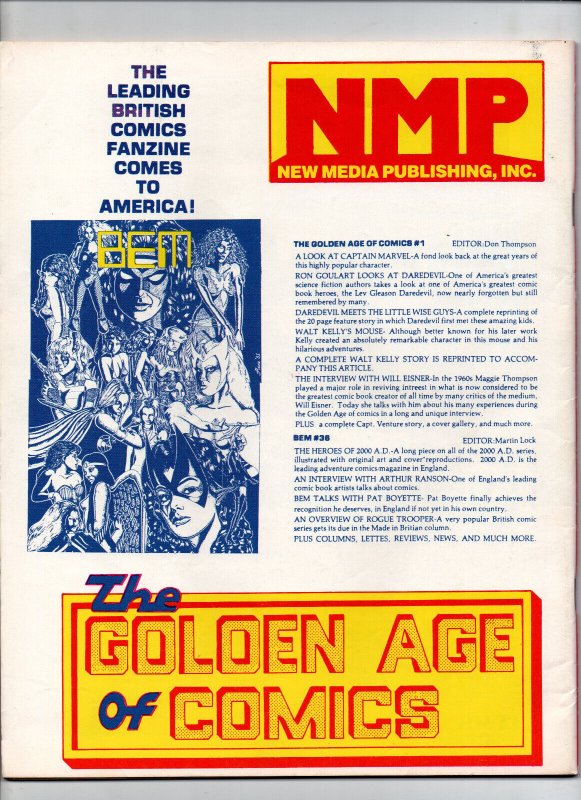 THE
LEADING
BRITISH
COMICS
FANZINE
COMES
TO
AMERICA!
BEM
NMP
NEW MEDIA PUBLISHING, INC.
THE GOLDEN AGE OF COMICS #1 EDITOR:Don Thompson
A LOOK AT CAPTAIN MARVEL-A fond look back at the great years of
this highly popular character.
RON GOULART LOOKS AT DAREDEVIL-One of America's greatest
science fiction authors takes a look at one of America's greatest comic
book heroes, the Lev Gleason Daredevil, now nearly forgotten but still
remembered by many.
DAREDEVIL MEETS THE LITTLE WISE GUYS-A complete reprinting of
the 20 page feature story in which Daredevil first met these amazing kids.
WALT KELLY'S MOUSE- Although better known for his later work
Kelly created an absolutely remarkable character in this mouse and his
hilarious adventures.
A COMPLETE WALT KELLY STORY IS REPRINTED TO ACCOM-
PANY THIS ARTICLE.
THE INTERVIEW WITH WILL EISNER-In the 1960s Maggie Thompson
played a major role in reviving intreest in what is now considered to be
the greatest comic book creator of all time by many critics of the medium,
Will Eisner. Today she talks with him about his many experiences during
the Golden Age of comics in a long and unique interview.
PLUS a complete Capt. Venture story, a cover gallery, and much more.
BEM #36 EDITOR:Martin Lock
THE HEROES OF 2000 A.D.-A long piece on all of the 2000 A.D. series,
illustrated with original art and cover reproductions. 2000 A.D. is the
leading adventure comics magazine in England.
AN INTERVIEW WITH ARTHUR RANSON-One of England's leading
comic book artists talks about comics.
BEM TALKS WITH PAT BOYETTE- Pat Boyette finally achieves the
recognition he deserves, in England if not yet in his own country.
AN OVERVIEW OF ROGUE TROOPER-A very popular British comic
series gets its due in the Made in Britian column.
PLUS COLUMNS, LETTES, REVIEWS, NEWS, AND MUCH MORE.
The
GOLDEN AGE
OF COMICS